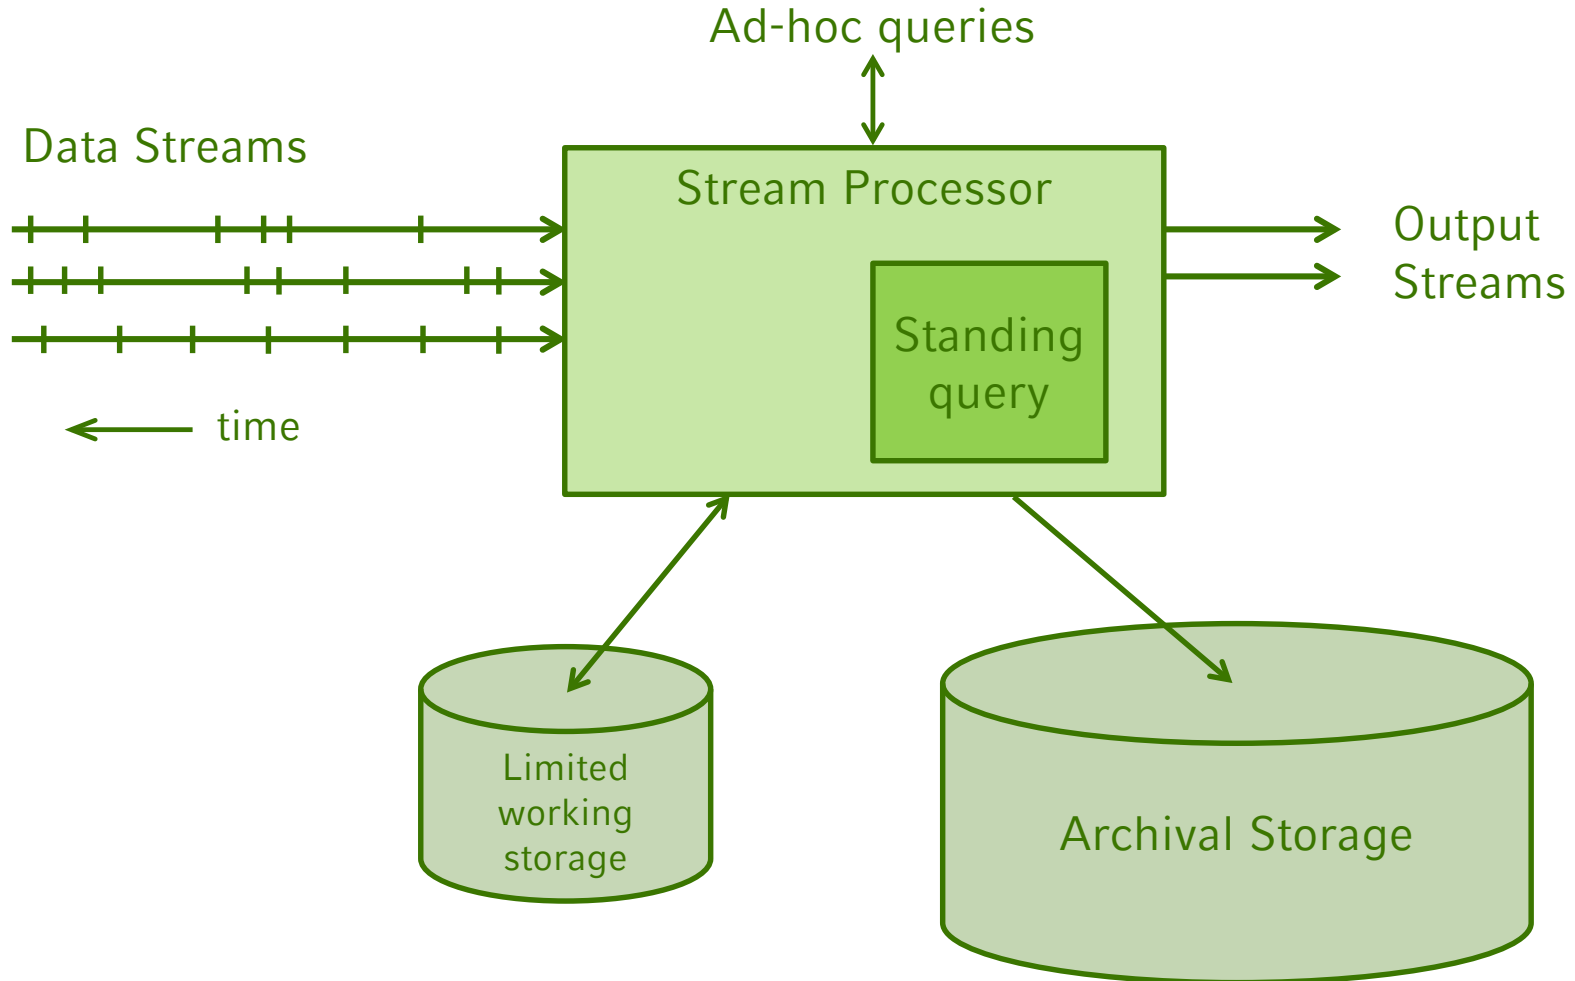 Ad-hoc queries
Data Streams
Stream Processor
Output
Streams
Standing
query
time
Limited
working
storage
Archival Storage